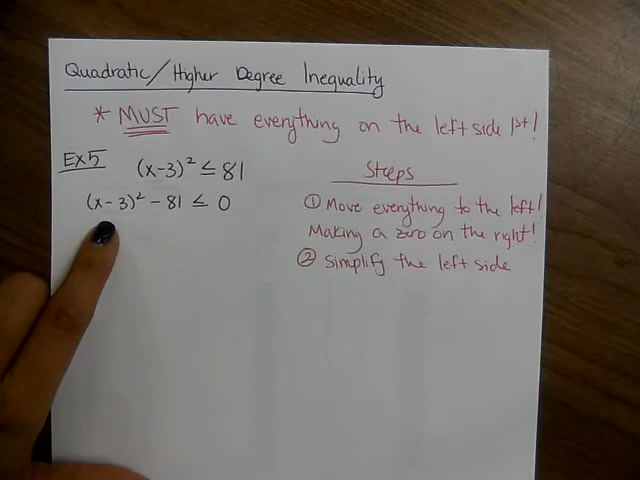 Quadratic/Higher Degree Inequality
* MUST have everything on the left side 1st!
Ex5 (x-3)² ≤ 81
(x-3)² - 81 ≤ 0
Steps
① Move everything to the left!
Making a zero on the right!
② Simplify the left side